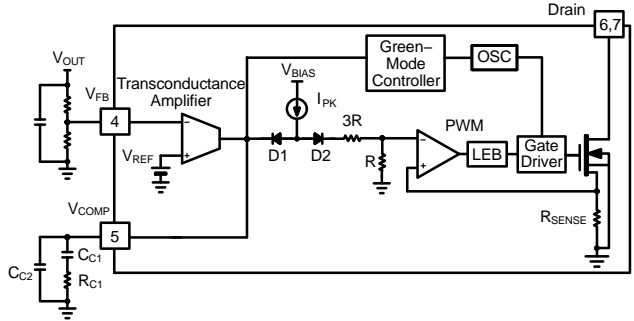 Drain
6,7
VOUT
VFB
4
Transconductance
Amplifier
−
+
VREF
VBIAS
IPK
D1
D2
3R
R
Green–
Mode
Controller
OSC
PWM
−
+
LEB
Gate
Driver
RSENSE
VCOMP
5
CC1
CC2
RC1